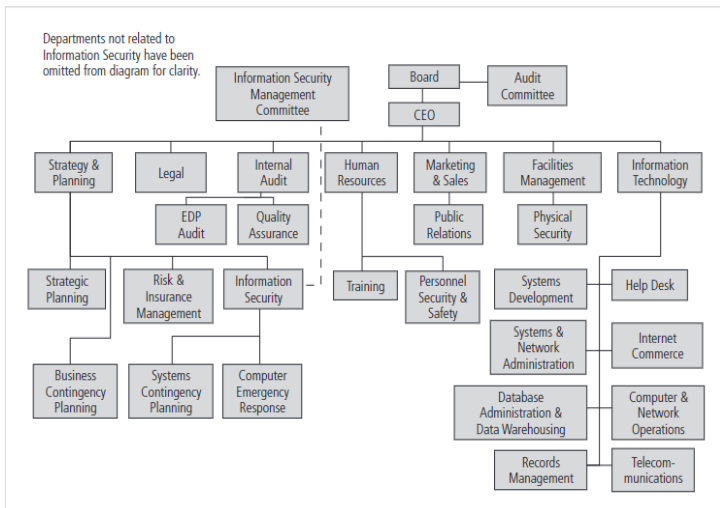 Departments not related to
Information Security have been
omitted from diagram for clarity.
Information Security
Management
Committee
Board
Audit
Committee
CEO
Strategy &
Planning
Legal
Internal
Audit
Human
Resources
Marketing
& Sales
Facilities
Management
Information
Technology
EDP
Audit
Quality
Assurance
Public
Relations
Physical
Security
Strategic
Planning
Risk &
Insurance
Management
Information
Security
Training
Personnel
Security &
Safety
Systems
Development
Help Desk
Systems &
Network
Administration
Internet
Commerce
Business
Contingency
Planning
Systems
Contingency
Planning
Computer
Emergency
Response
Database
Administration &
Data Warehousing
Computer &
Network
Operations
Records
Management
Telecom-
munications